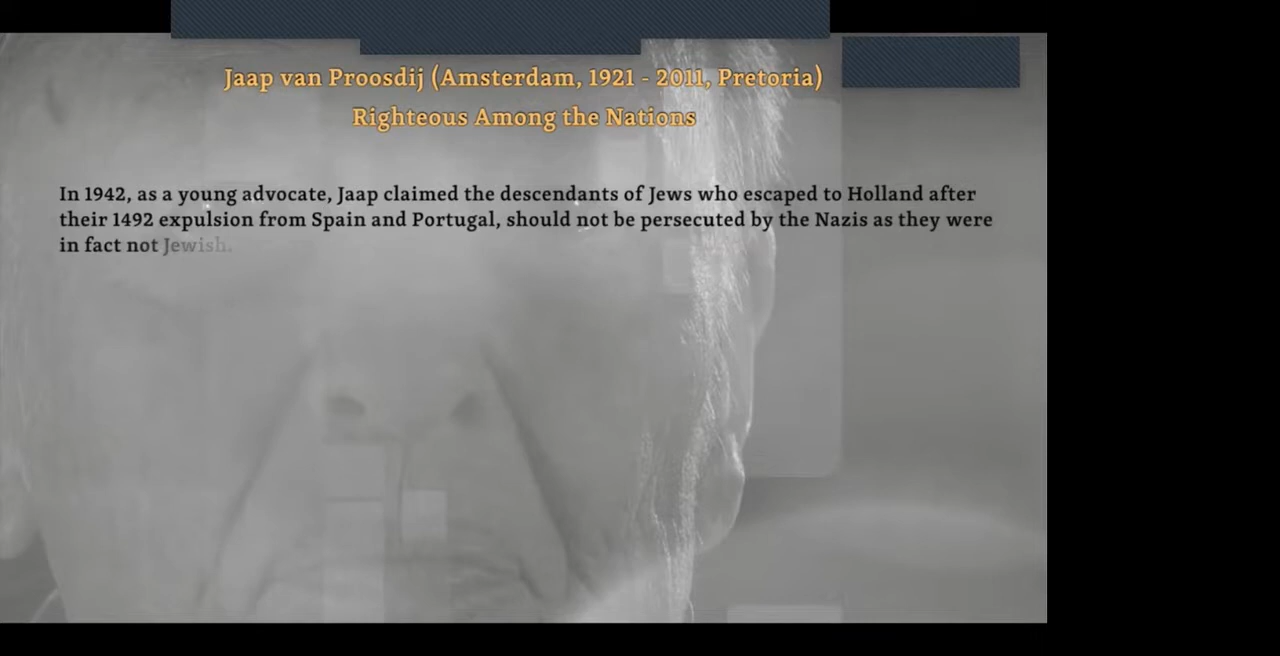 Jaap van Proosdij (Amsterdam, 1921 - 2011, Pretoria)
Righteous Among the Nations
In 1942, as a young advocate, Jaap claimed the descendants of Jews who escaped to Holland after
their 1492 expulsion from Spain and Portugal, should not be persecuted by the Nazis as they were
in fact not Jewish.